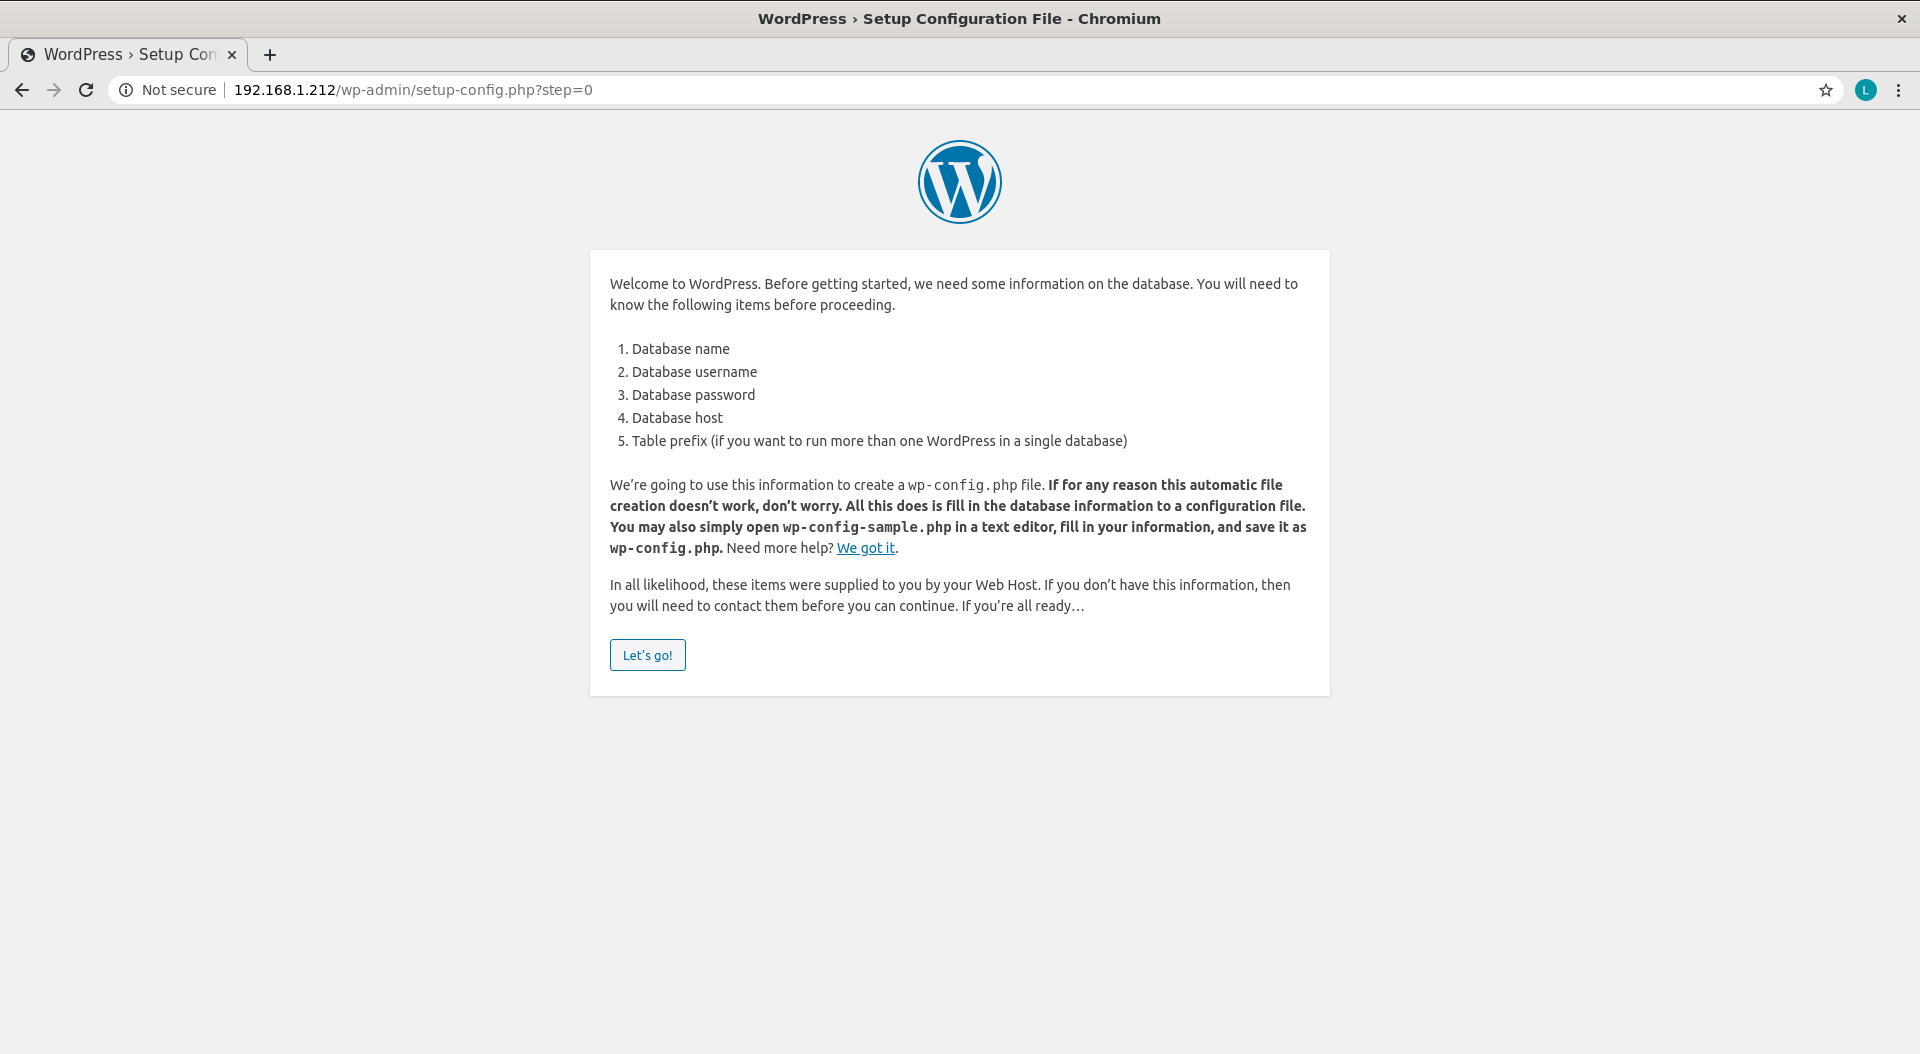 WordPress › Setup Configuration File - Chromium
WordPress › Setup Con
Not secure
192.168.1.212/wp-admin/setup-config.php?step=0
L
Welcome to WordPress. Before getting started, we need some information on the database. You will need to
know the following items before proceeding.
1. Database name
2. Database username
3. Database password
4. Database host
5. Table prefix (if you want to run more than one WordPress in a single database)
We’re going to use this information to create a wp-config.php file. If for any reason this automatic file
creation doesn’t work, don’t worry. All this does is fill in the database information to a configuration file.
You may also simply open wp-config-sample.php in a text editor, fill in your information, and save it as
wp-config.php. Need more help? We got it.
In all likelihood, these items were supplied to you by your Web Host. If you don’t have this information, then
you will need to contact them before you can continue. If you’re all ready…
Let’s go!